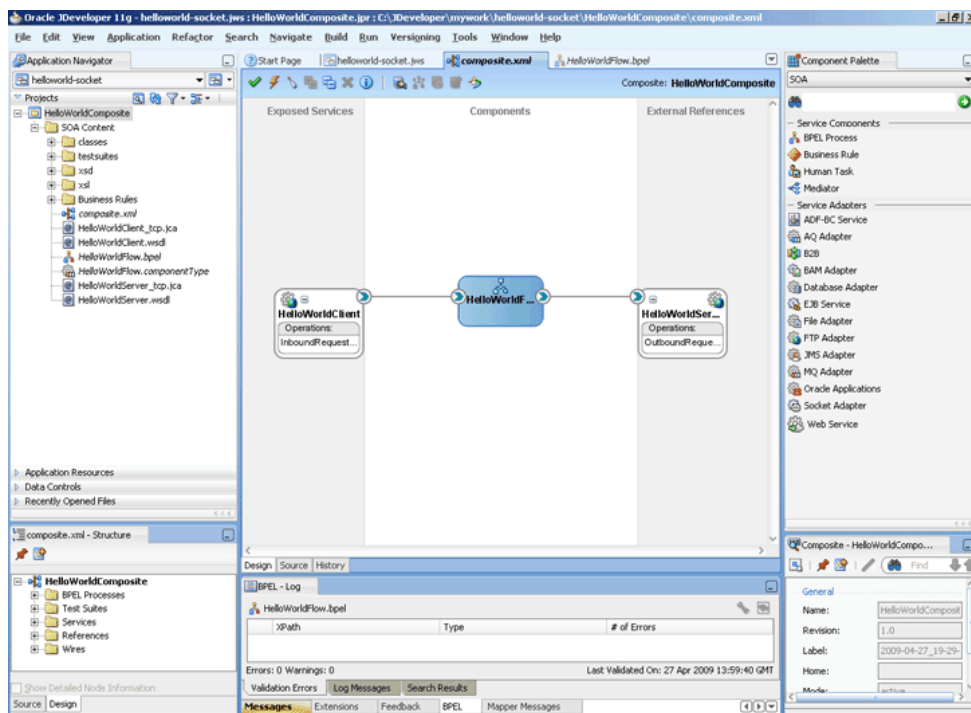 Oracle JDeveloper 11g - helloworld-socket.jws : HelloWorldComposite.jpr : C:\JDeveloper\mywork\helloworld-socket\HelloWorldComposite\composite.xml
File Edit View Application Refactor Search Navigate Build Run Versioning Tools Window Help
Application Navigator
helloworld-socket
Projects
HelloWorldComposite
SOA Content
classes
testsuites
xsd
xsl
Business Rules
composite.xml
HelloWorldClient_tcp.jca
HelloWorldClient.wsdl
HelloWorldFlow.bpel
HelloWorldFlow.componentType
HelloWorldServer_tcp.jca
HelloWorldServer.wsdl
Application Resources
Data Controls
Recently Opened Files
composite.xml - Structure
HelloWorldComposite
BPEL Processes
Test Suites
Services
References
Wires
Show Detailed Node Information
Source Design
Start Page helloworld-socket.jws composite.xml HelloWorldFlow.bpel
Composite: HelloWorldComposite
Exposed Services Components External References
HelloWorldClient
Operations:
InboundRequest...
HelloWorldF...
HelloWorldSer...
Operations:
OutboundReque...
Design Source History
BPEL - Log
HelloWorldFlow.bpel
XPath Type # of Errors
Errors: 0 Warnings: 0 Last Validated On: 27 Apr 2009 13:59:40 GMT
Validation Errors Log Messages Search Results
Messages Extensions Feedback BPEL Mapper Messages
Component Palette
SOA
Service Components
BPEL Process
Business Rule
Human Task
Mediator
Service Adapters
ADF-BC Service
AQ Adapter
B2B
BAM Adapter
Database Adapter
EJB Service
File Adapter
FTP Adapter
JMS Adapter
MQ Adapter
Oracle Applications
Socket Adapter
Web Service
Composite - HelloWorldCompo...
Find
General
Name: HelloWorldComposit
Revision: 1.0
Label: 2009-04-27_19-29-
Home:
Mode: active